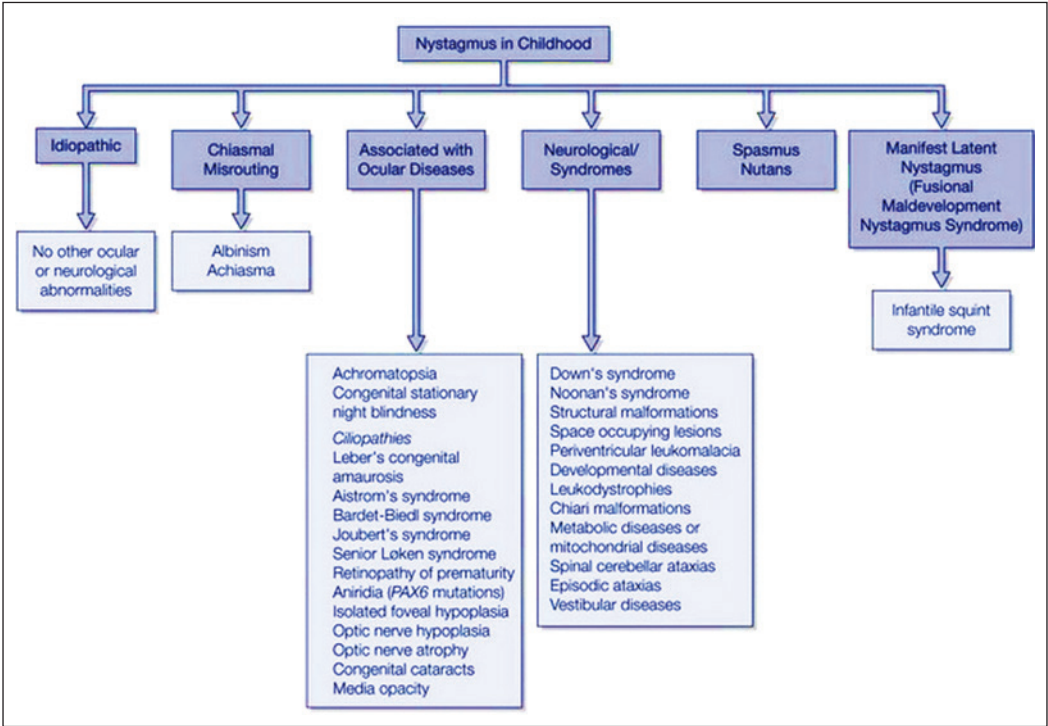 Nystagmus in Childhood
Idiopathic
Chiasmal
Misrouting
Associated with
Ocular Diseases
Neurological/
Syndromes
Spasmus
Nutans
Manifest Latent
Nystagmus
(Fusional
Maldevelopment
Nystagmus Syndrome)
No other ocular
or neurological
abnormalities
Albinism
Achiasma
Achromatopsia
Congenital stationary
night blindness
Ciliopathies
Leber's congenital
amaurosis
Aistrom's syndrome
Bardet-Biedl syndrome
Joubert's syndrome
Senior Løken syndrome
Retinopathy of prematurity
Aniridia (PAX6 mutations)
Isolated foveal hypoplasia
Optic nerve hypoplasia
Optic nerve atrophy
Congenital cataracts
Media opacity
Down's syndrome
Noonan's syndrome
Structural malformations
Space occupying lesions
Periventricular leukomalacia
Developmental diseases
Leukodystrophies
Chiari malformations
Metabolic diseases or
mitochondrial diseases
Spinal cerebellar ataxias
Episodic ataxias
Vestibular diseases
Infantile squint
syndrome